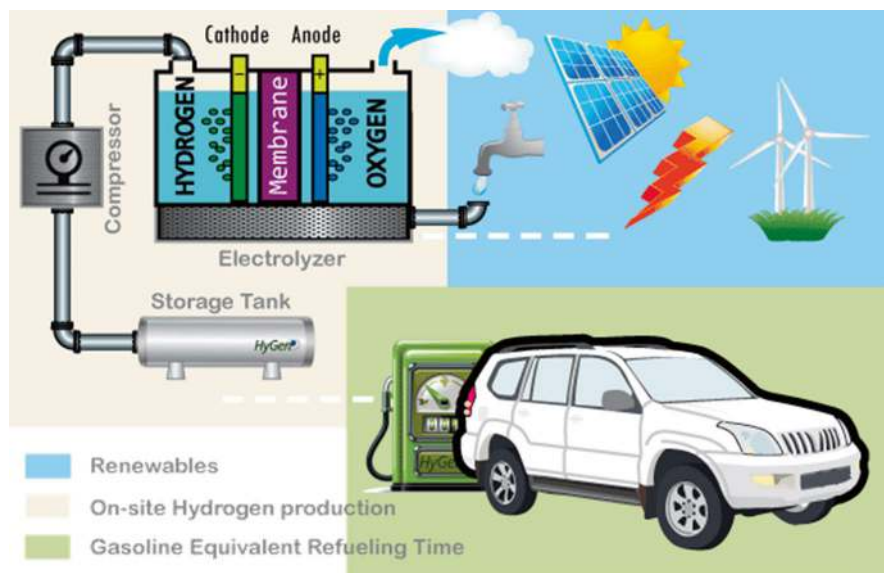 Cathode Anode
HYDROGEN
−
Membrane
+
OXYGEN
Compressor
Electrolyzer
Storage Tank
HyGen
HyGen
Renewables
On-site Hydrogen production
Gasoline Equivalent Refueling Time